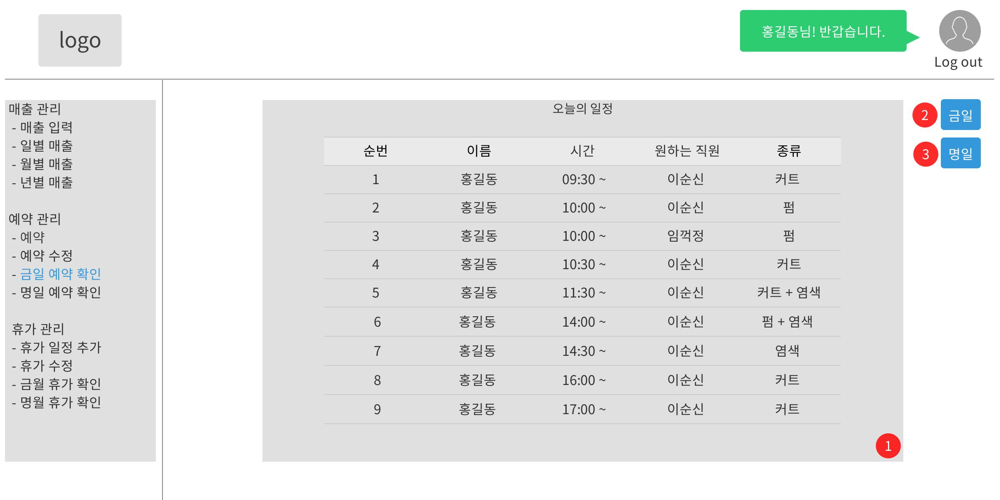 logo
홍길동님! 반갑습니다.
Log out
매출 관리
- 매출 입력
- 일별 매출
- 월별 매출
- 년별 매출
예약 관리
- 예약
- 예약 수정
- 금일 예약 확인
- 명일 예약 확인
휴가 관리
- 휴가 일정 추가
- 휴가 수정
- 금월 휴가 확인
- 명월 휴가 확인
오늘의 일정
순번 이름 시간 원하는 직원 종류
1 홍길동 09:30 ~ 이순신 커트
2 홍길동 10:00 ~ 이순신 펌
3 홍길동 10:00 ~ 임꺽정 펌
4 홍길동 10:30 ~ 이순신 커트
5 홍길동 11:30 ~ 이순신 커트 + 염색
6 홍길동 14:00 ~ 이순신 펌 + 염색
7 홍길동 14:30 ~ 이순신 염색
8 홍길동 16:00 ~ 이순신 커트
9 홍길동 17:00 ~ 이순신 커트
1
2 금일
3 명일